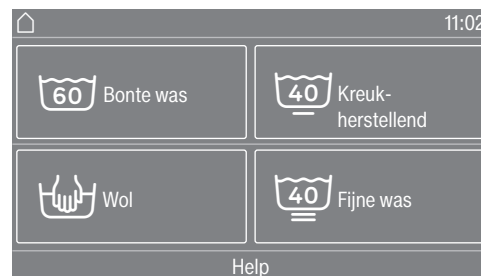 11:02
60 Bonte was
40 Kreuk-
herstellend
Wol
40 Fijne was
Help